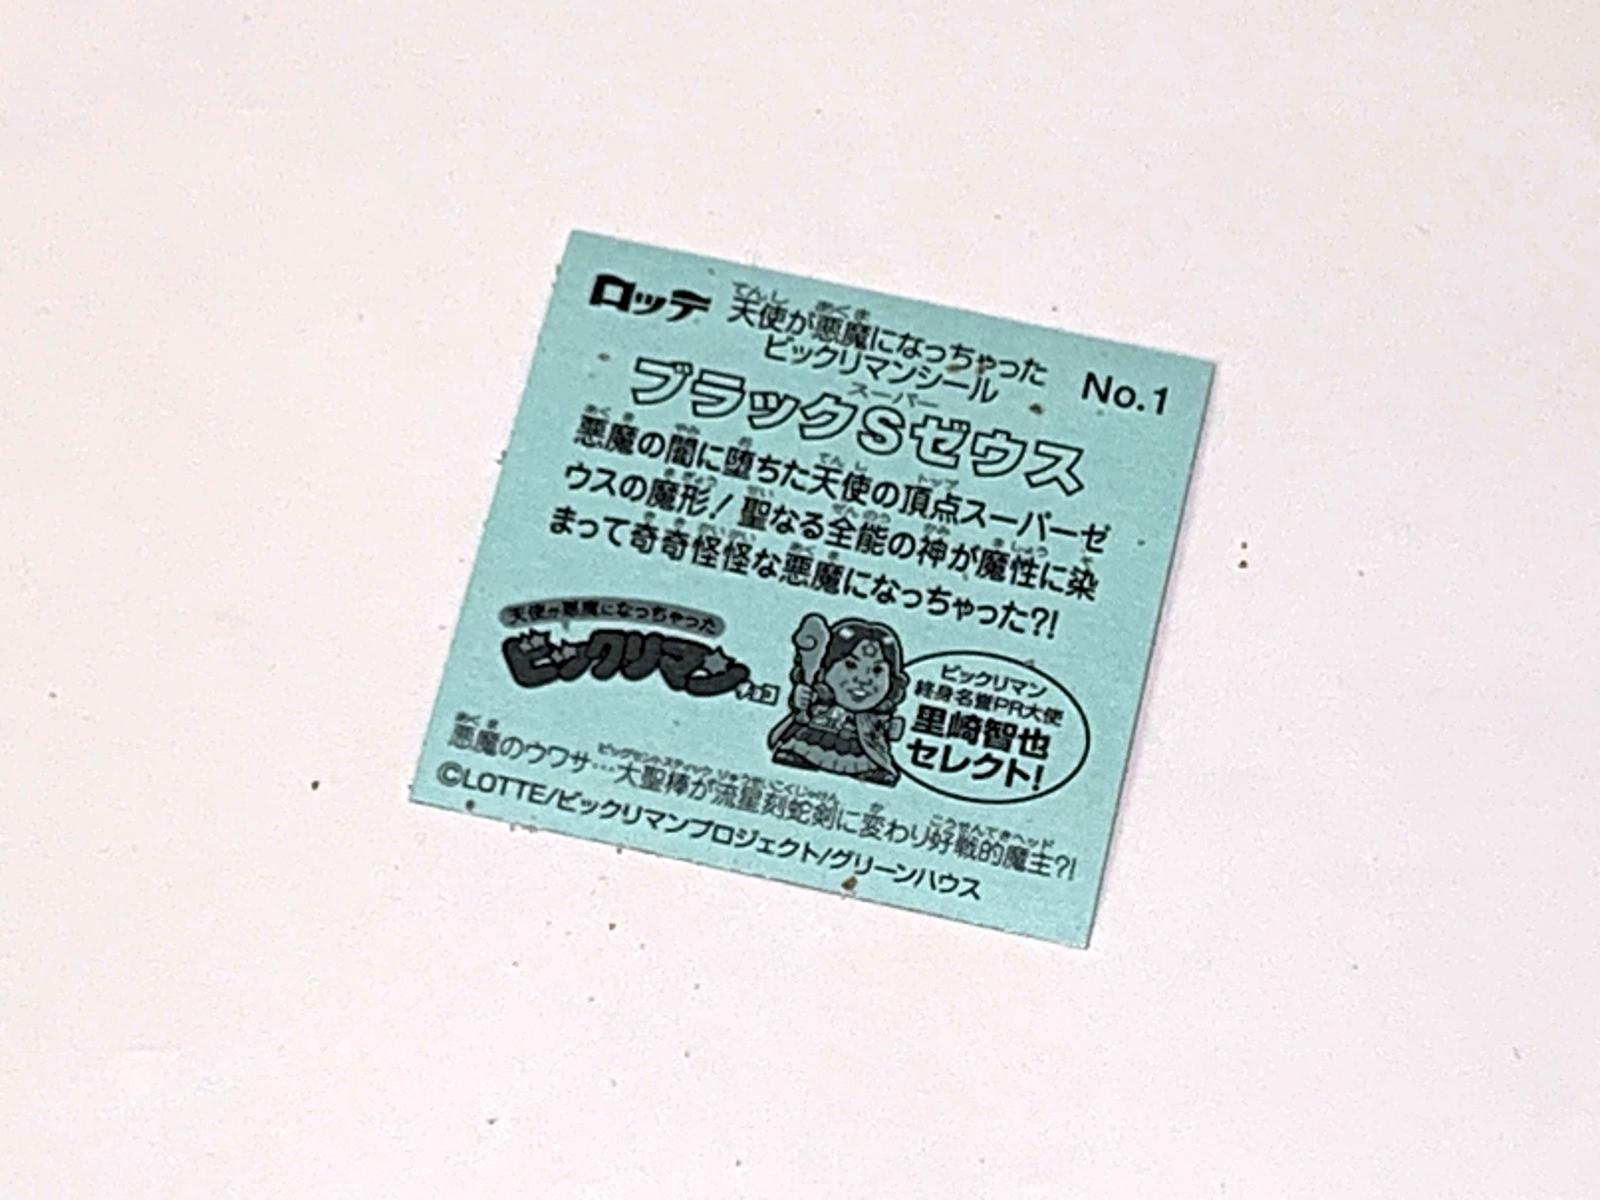 ロッテ
天使が悪魔になっちゃった
ビックリマンシール
No.1
ブラックSゼウス
悪魔の闇に堕ちた天使の頂点スーパーゼ
ウスの魔形!聖なる全能の神が魔性に染
まって奇奇怪怪な悪魔になっちゃった?!
天使が悪魔になっちゃった
ビックリマン
ビックリマン
終身名誉PR大使
里崎智也
セレクト!
悪魔のウワサ…大聖棒が流星刻蛇剣に変わり好戦的魔主?!
©LOTTE/ビックリマンプロジェクト/グリーンハウス